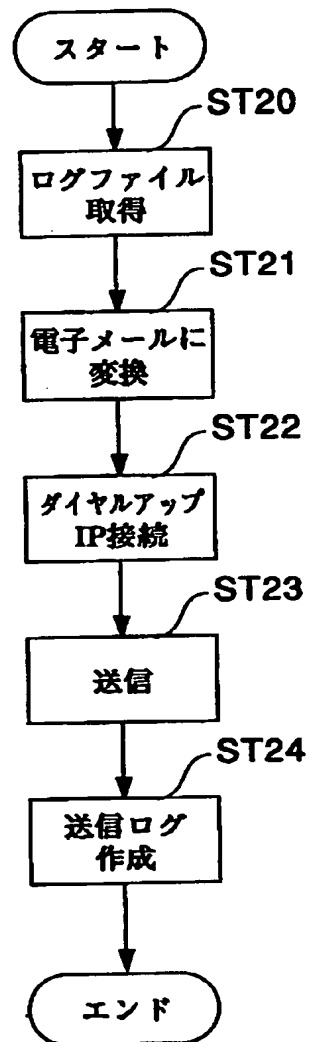 スタート
ST20
ログファイル
取得
ST21
電子メールに
変換
ST22
ダイヤルアップ
IP接続
ST23
送信
ST24
送信ログ
作成
エンド